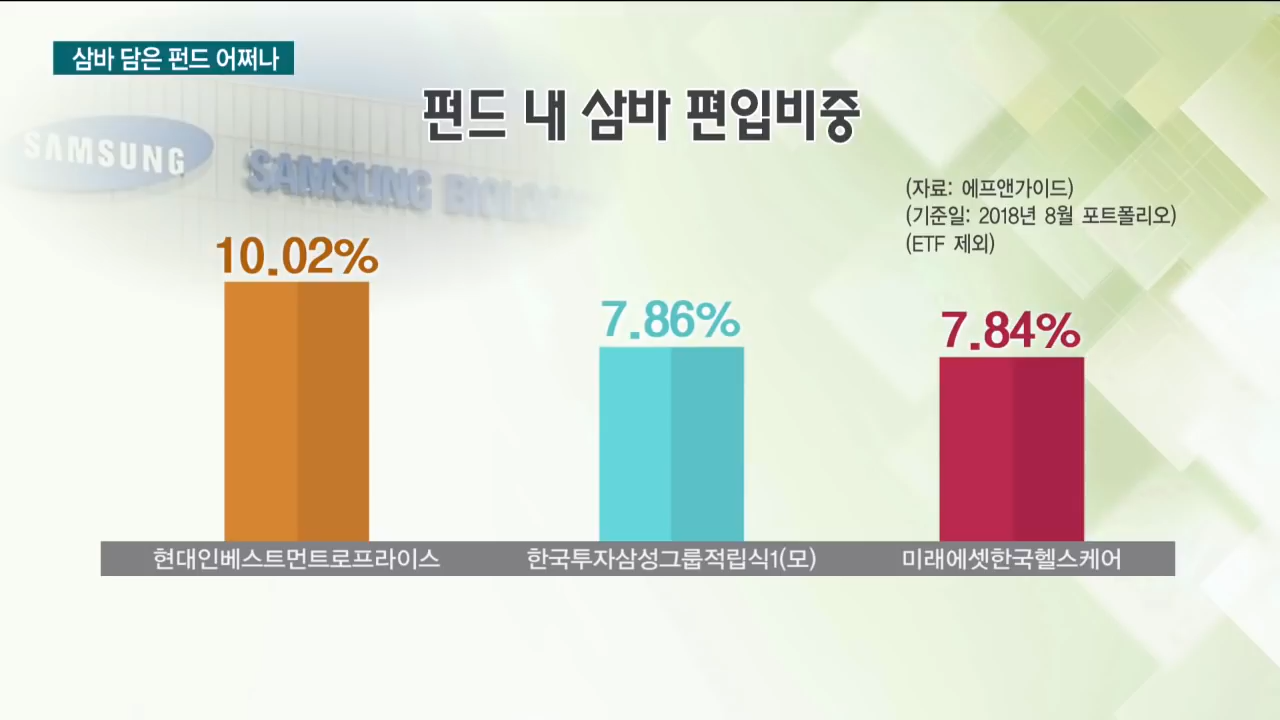 삼바 담은 펀드 어쩌나
펀드 내 삼바 편입비중
SAMSUNG
SAMSUNG
(자료: 에프앤가이드)
(기준일: 2018년 8월 포트폴리오)
(ETF 제외)
10.02%
7.86%
7.84%
현대인베스트먼트로프라이스
한국투자삼성그룹적립식1(모)
미래에셋한국헬스케어